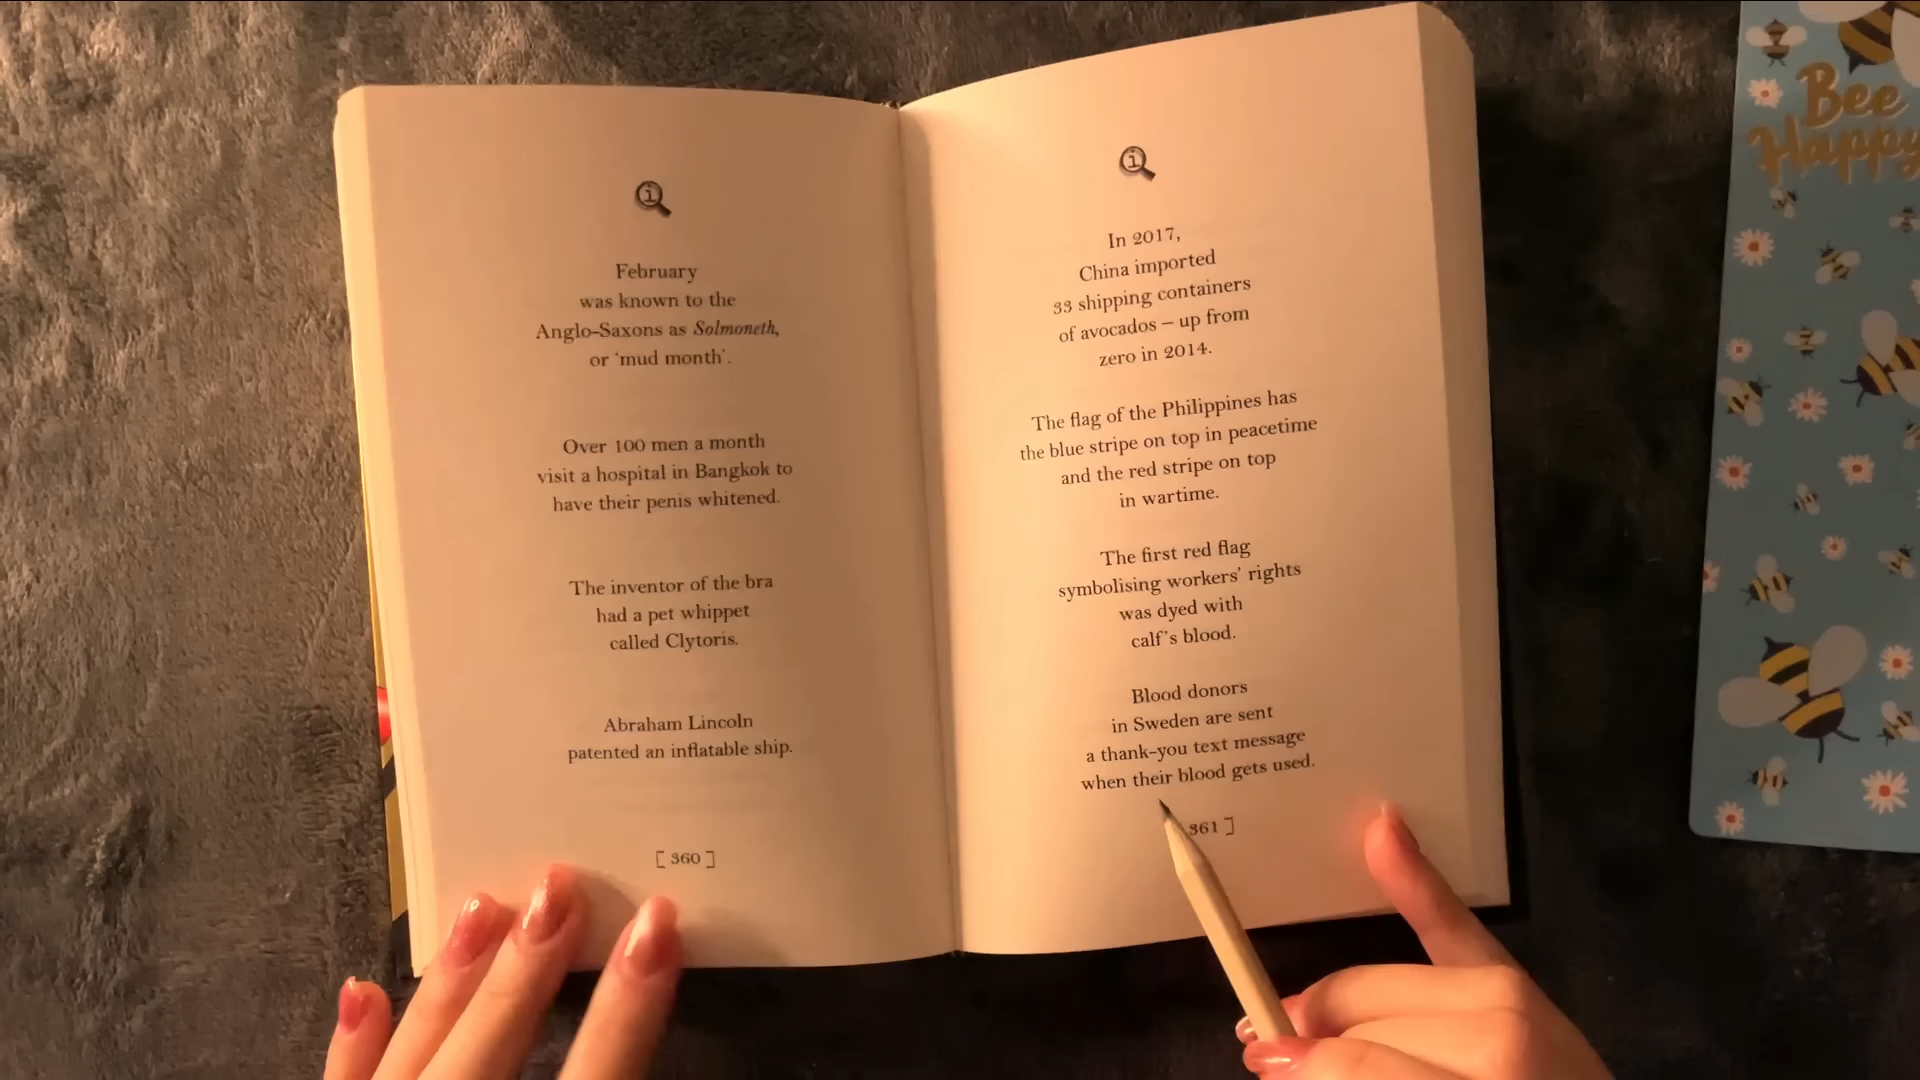 February
was known to the
Anglo-Saxons as Solmoneth,
or ‘mud month’.
Over 100 men a month
visit a hospital in Bangkok to
have their penis whitened.
The inventor of the bra
had a pet whippet
called Clytoris.
Abraham Lincoln
patented an inflatable ship.
[ 360 ]
In 2017,
China imported
33 shipping containers
of avocados – up from
zero in 2014.
The flag of the Philippines has
the blue stripe on top in peacetime
and the red stripe on top
in wartime.
The first red flag
symbolising workers’ rights
was dyed with
calf’s blood.
Blood donors
in Sweden are sent
a thank-you text message
when their blood gets used.
361 ]
Bee
Happy